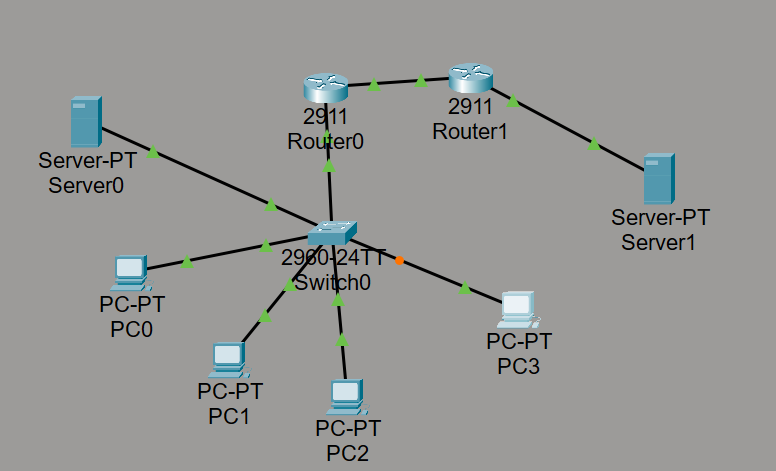 2911
Router0
2911
Router1
Server-PT
Server0
Server-PT
Server1
2960-24TT
Switch0
PC-PT
PC0
PC-PT
PC1
PC-PT
PC2
PC-PT
PC3